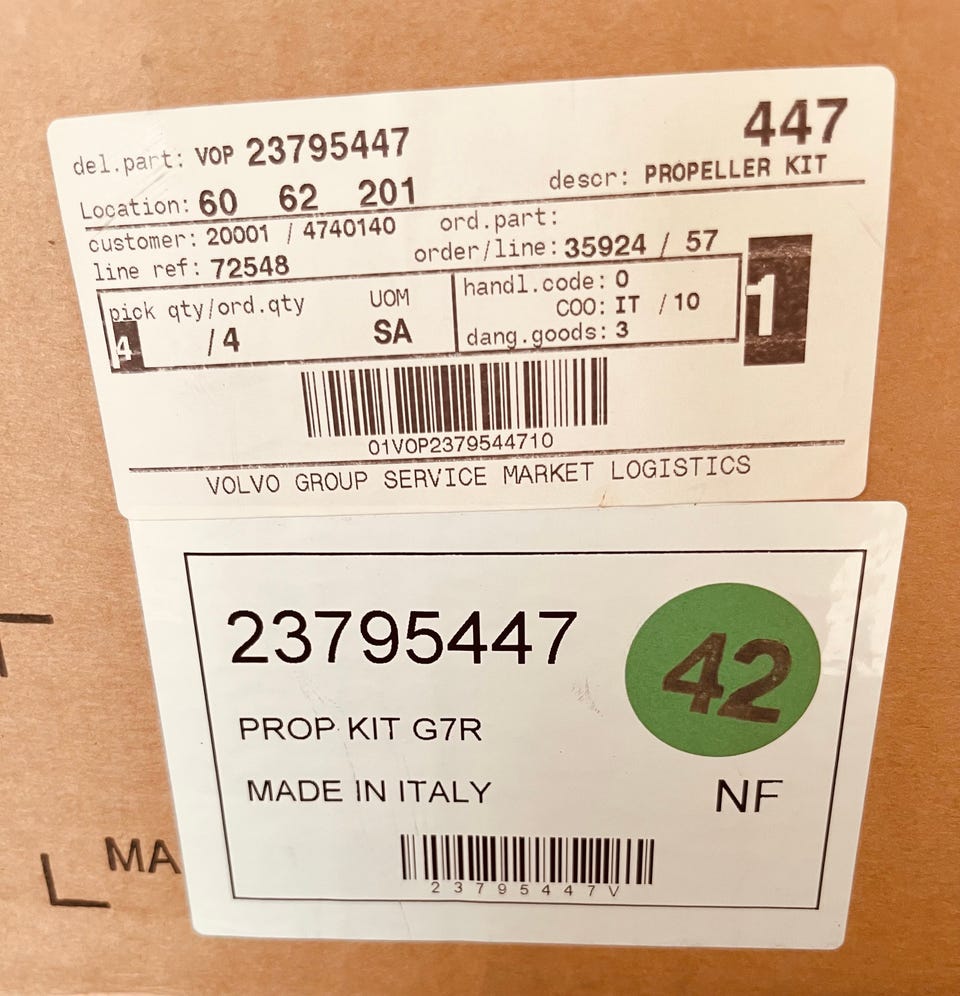 447
del.part: VOP 23795447
descr: PROPELLER KIT
Location: 60 62 201
customer: 20001 / 4740140
ord.part:
line ref: 72548
order/line: 35924 / 57
pick qty/ord.qty UOM
4 /4 SA
handl.code: 0
COO: IT / 10
dang.goods: 3
1
01VOP2379544710
VOLVO GROUP SERVICE MARKET LOGISTICS
23795447
42
PROP KIT G7R
MADE IN ITALY
NF
23795447V
MA